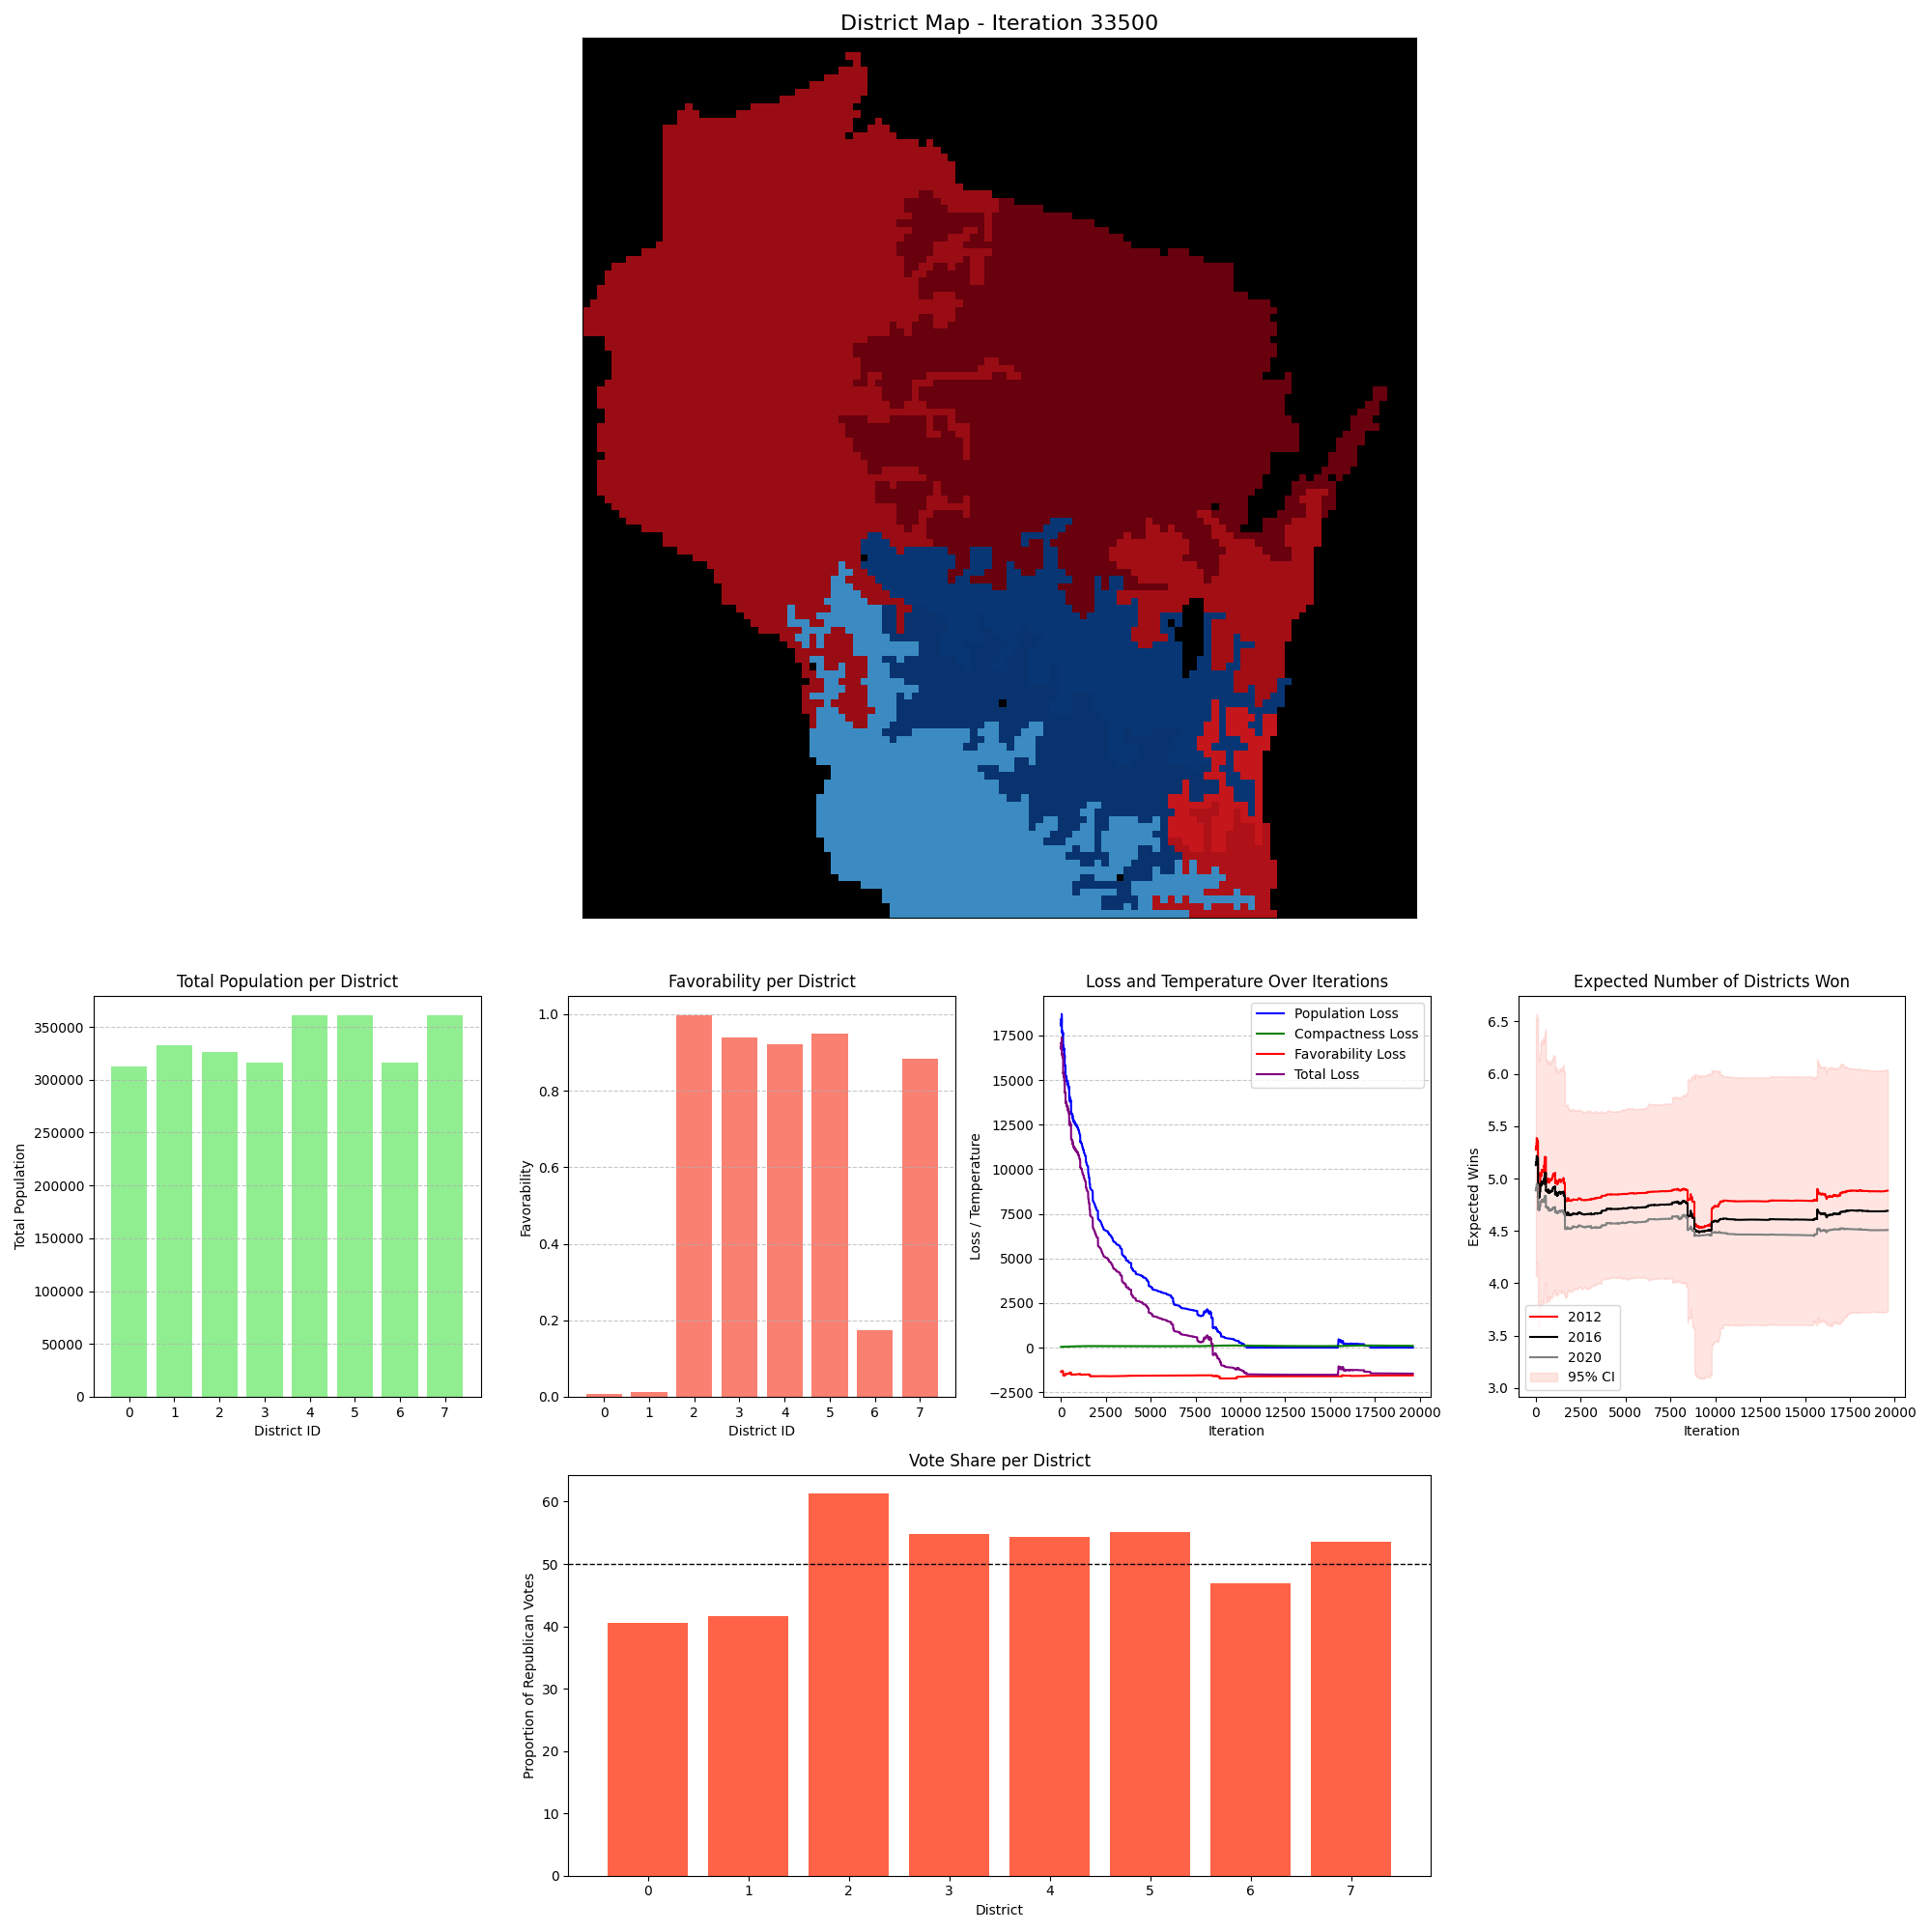 District Map - Iteration 33500
Total Population per District
350000
300000
250000
200000
150000
100000
50000
0
Total Population
0 1 2 3 4 5 6 7
District ID
Favorability per District
1.0
0.8
0.6
0.4
0.2
0.0
Favorability
0 1 2 3 4 5 6 7
District ID
Loss and Temperature Over Iterations
17500
15000
12500
10000
7500
5000
2500
0
−2500
Loss / Temperature
Population Loss
Compactness Loss
Favorability Loss
Total Loss
0 2500 5000 7500 10000 12500 15000 17500 20000
Iteration
Expected Number of Districts Won
6.5
6.0
5.5
5.0
4.5
4.0
3.5
3.0
Expected Wins
2012
2016
2020
95% CI
0 2500 5000 7500 10000 12500 15000 17500 20000
Iteration
Vote Share per District
60
50
40
30
20
10
0
Proportion of Republican Votes
0 1 2 3 4 5 6 7
District